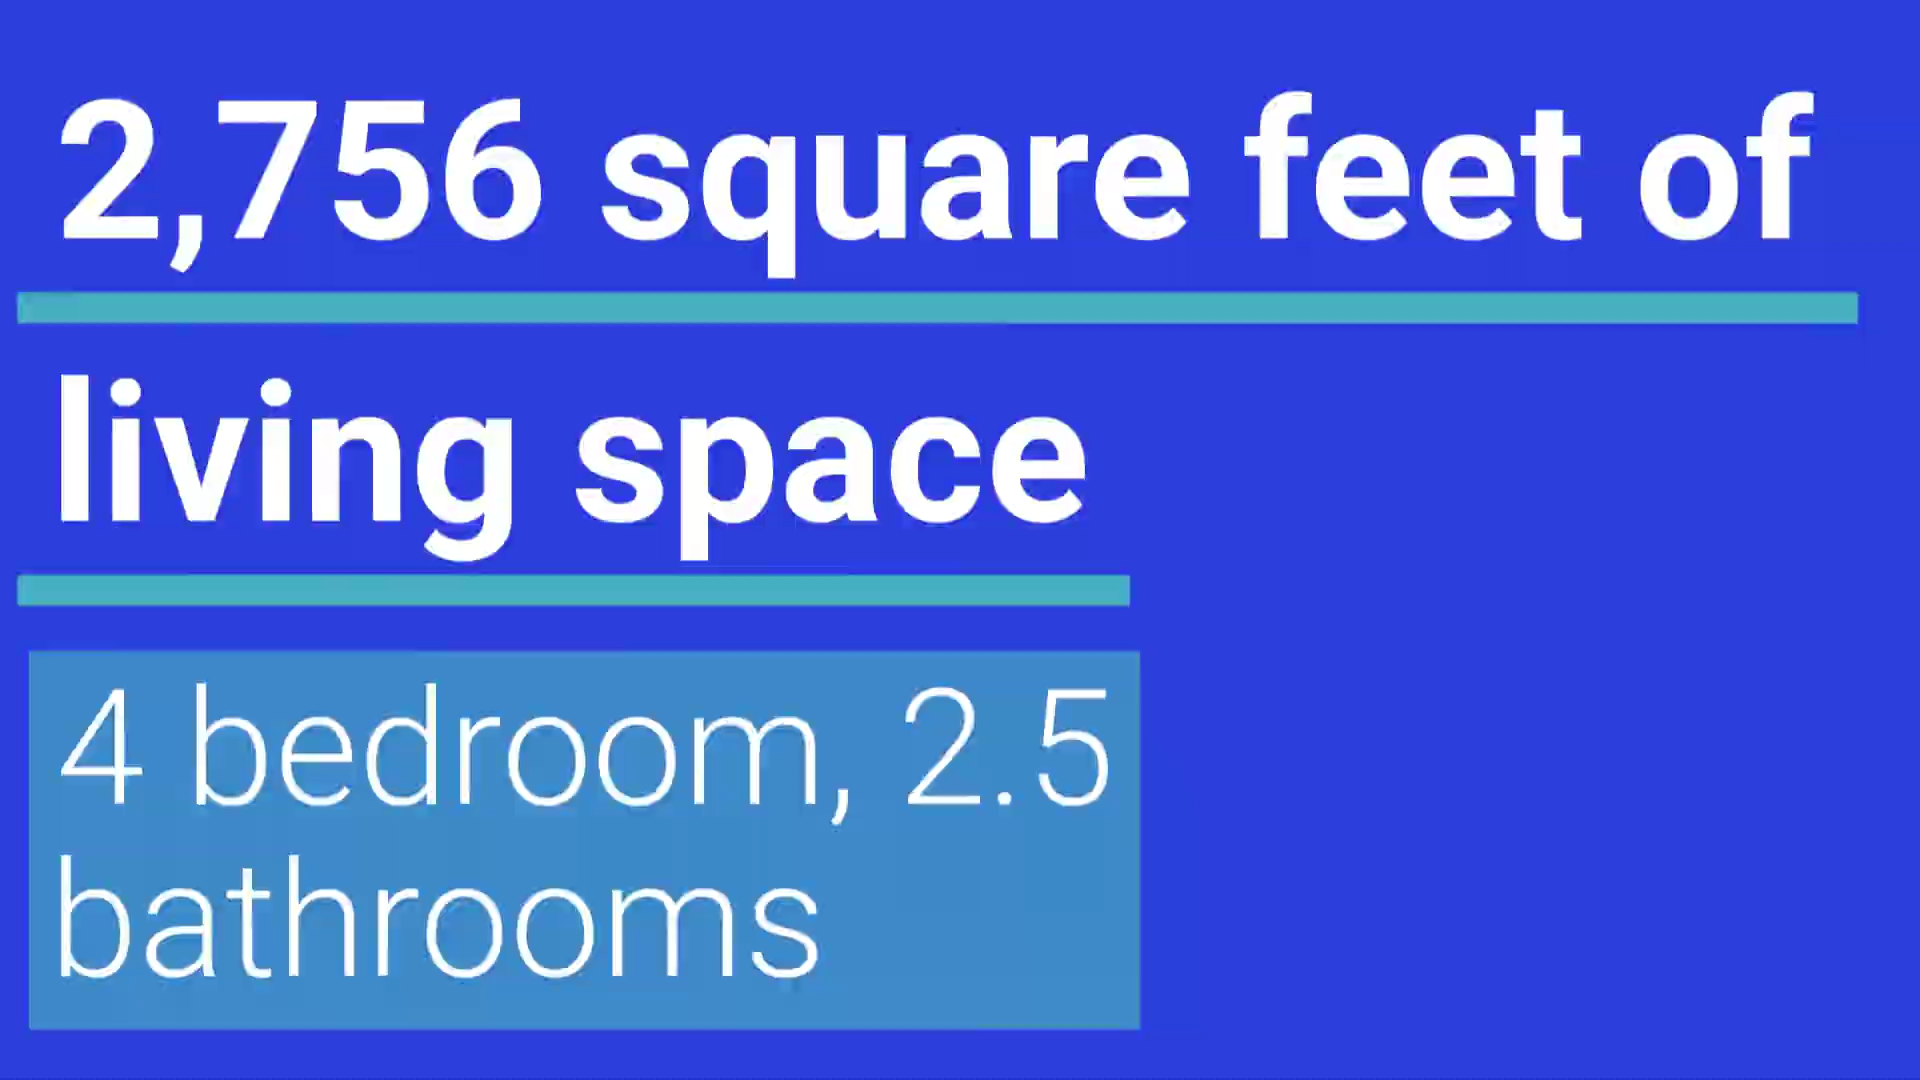 2,756 square feet of
living space
4 bedroom, 2.5
bathrooms